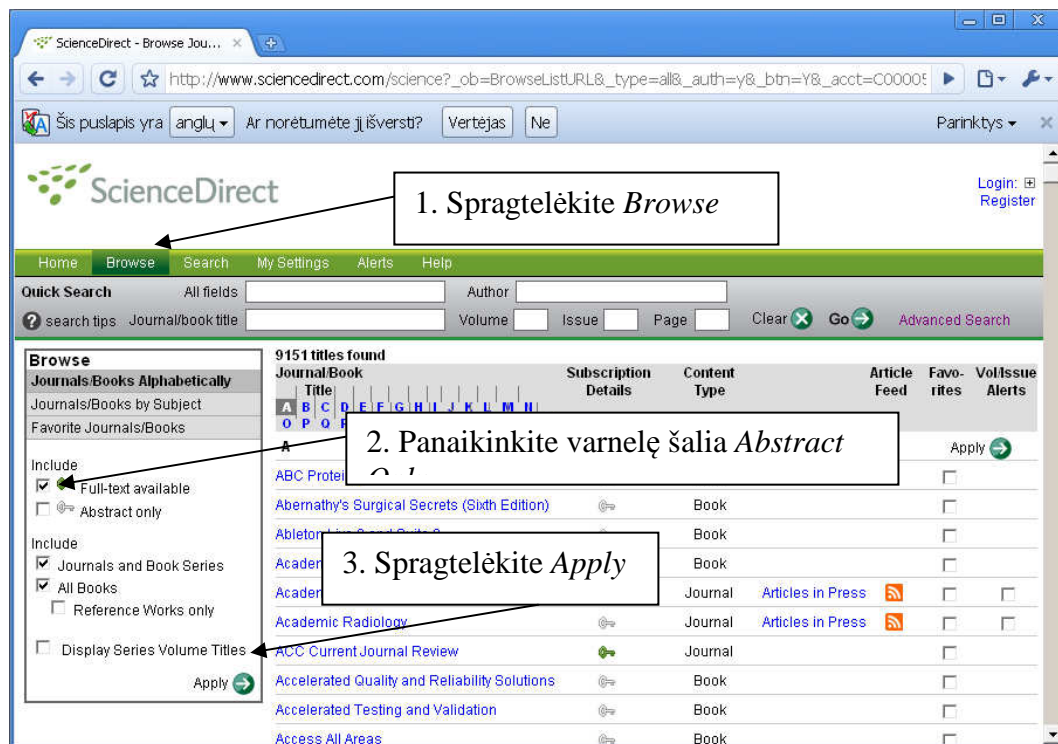 ScienceDirect - Browse Jou...
http://www.sciencedirect.com/science?_ob=BrowseListURL&_type=all&_auth=y&_btn=Y&_acct=C00005
Šis puslapis yra anglų Ar norėtumėte jį išversti? Vertėjas Ne Parinktys
ScienceDirect
Login:
Register
1. Spragtelėkite Browse
Home Browse Search My Settings Alerts Help
Quick Search All fields Author
? search tips Journal/book title Volume Issue Page Clear Go Advanced Search
Browse
Journals/Books Alphabetically
Journals/Books by Subject
Favorite Journals/Books
Include
Full-text available
Abstract only
Include
Journals and Book Series
All Books
Reference Works only
Display Series Volume Titles
Apply
9151 titles found
Journal/Book Title Subscription Details Content Type Article Feed Favo-rites Vol/Issue Alerts
A B C D E F G H I J K L M N
O P Q
A Apply
2. Panaikinkite varnelę šalia Abstract
ABC Protei
Abernathy's Surgical Secrets (Sixth Edition) Book
Book
3. Spragtelėkite Apply
Book
Journal Articles in Press
Academic Radiology Journal Articles in Press
ACC Current Journal Review Journal
Accelerated Quality and Reliability Solutions Book
Accelerated Testing and Validation Book
Access All Areas Book